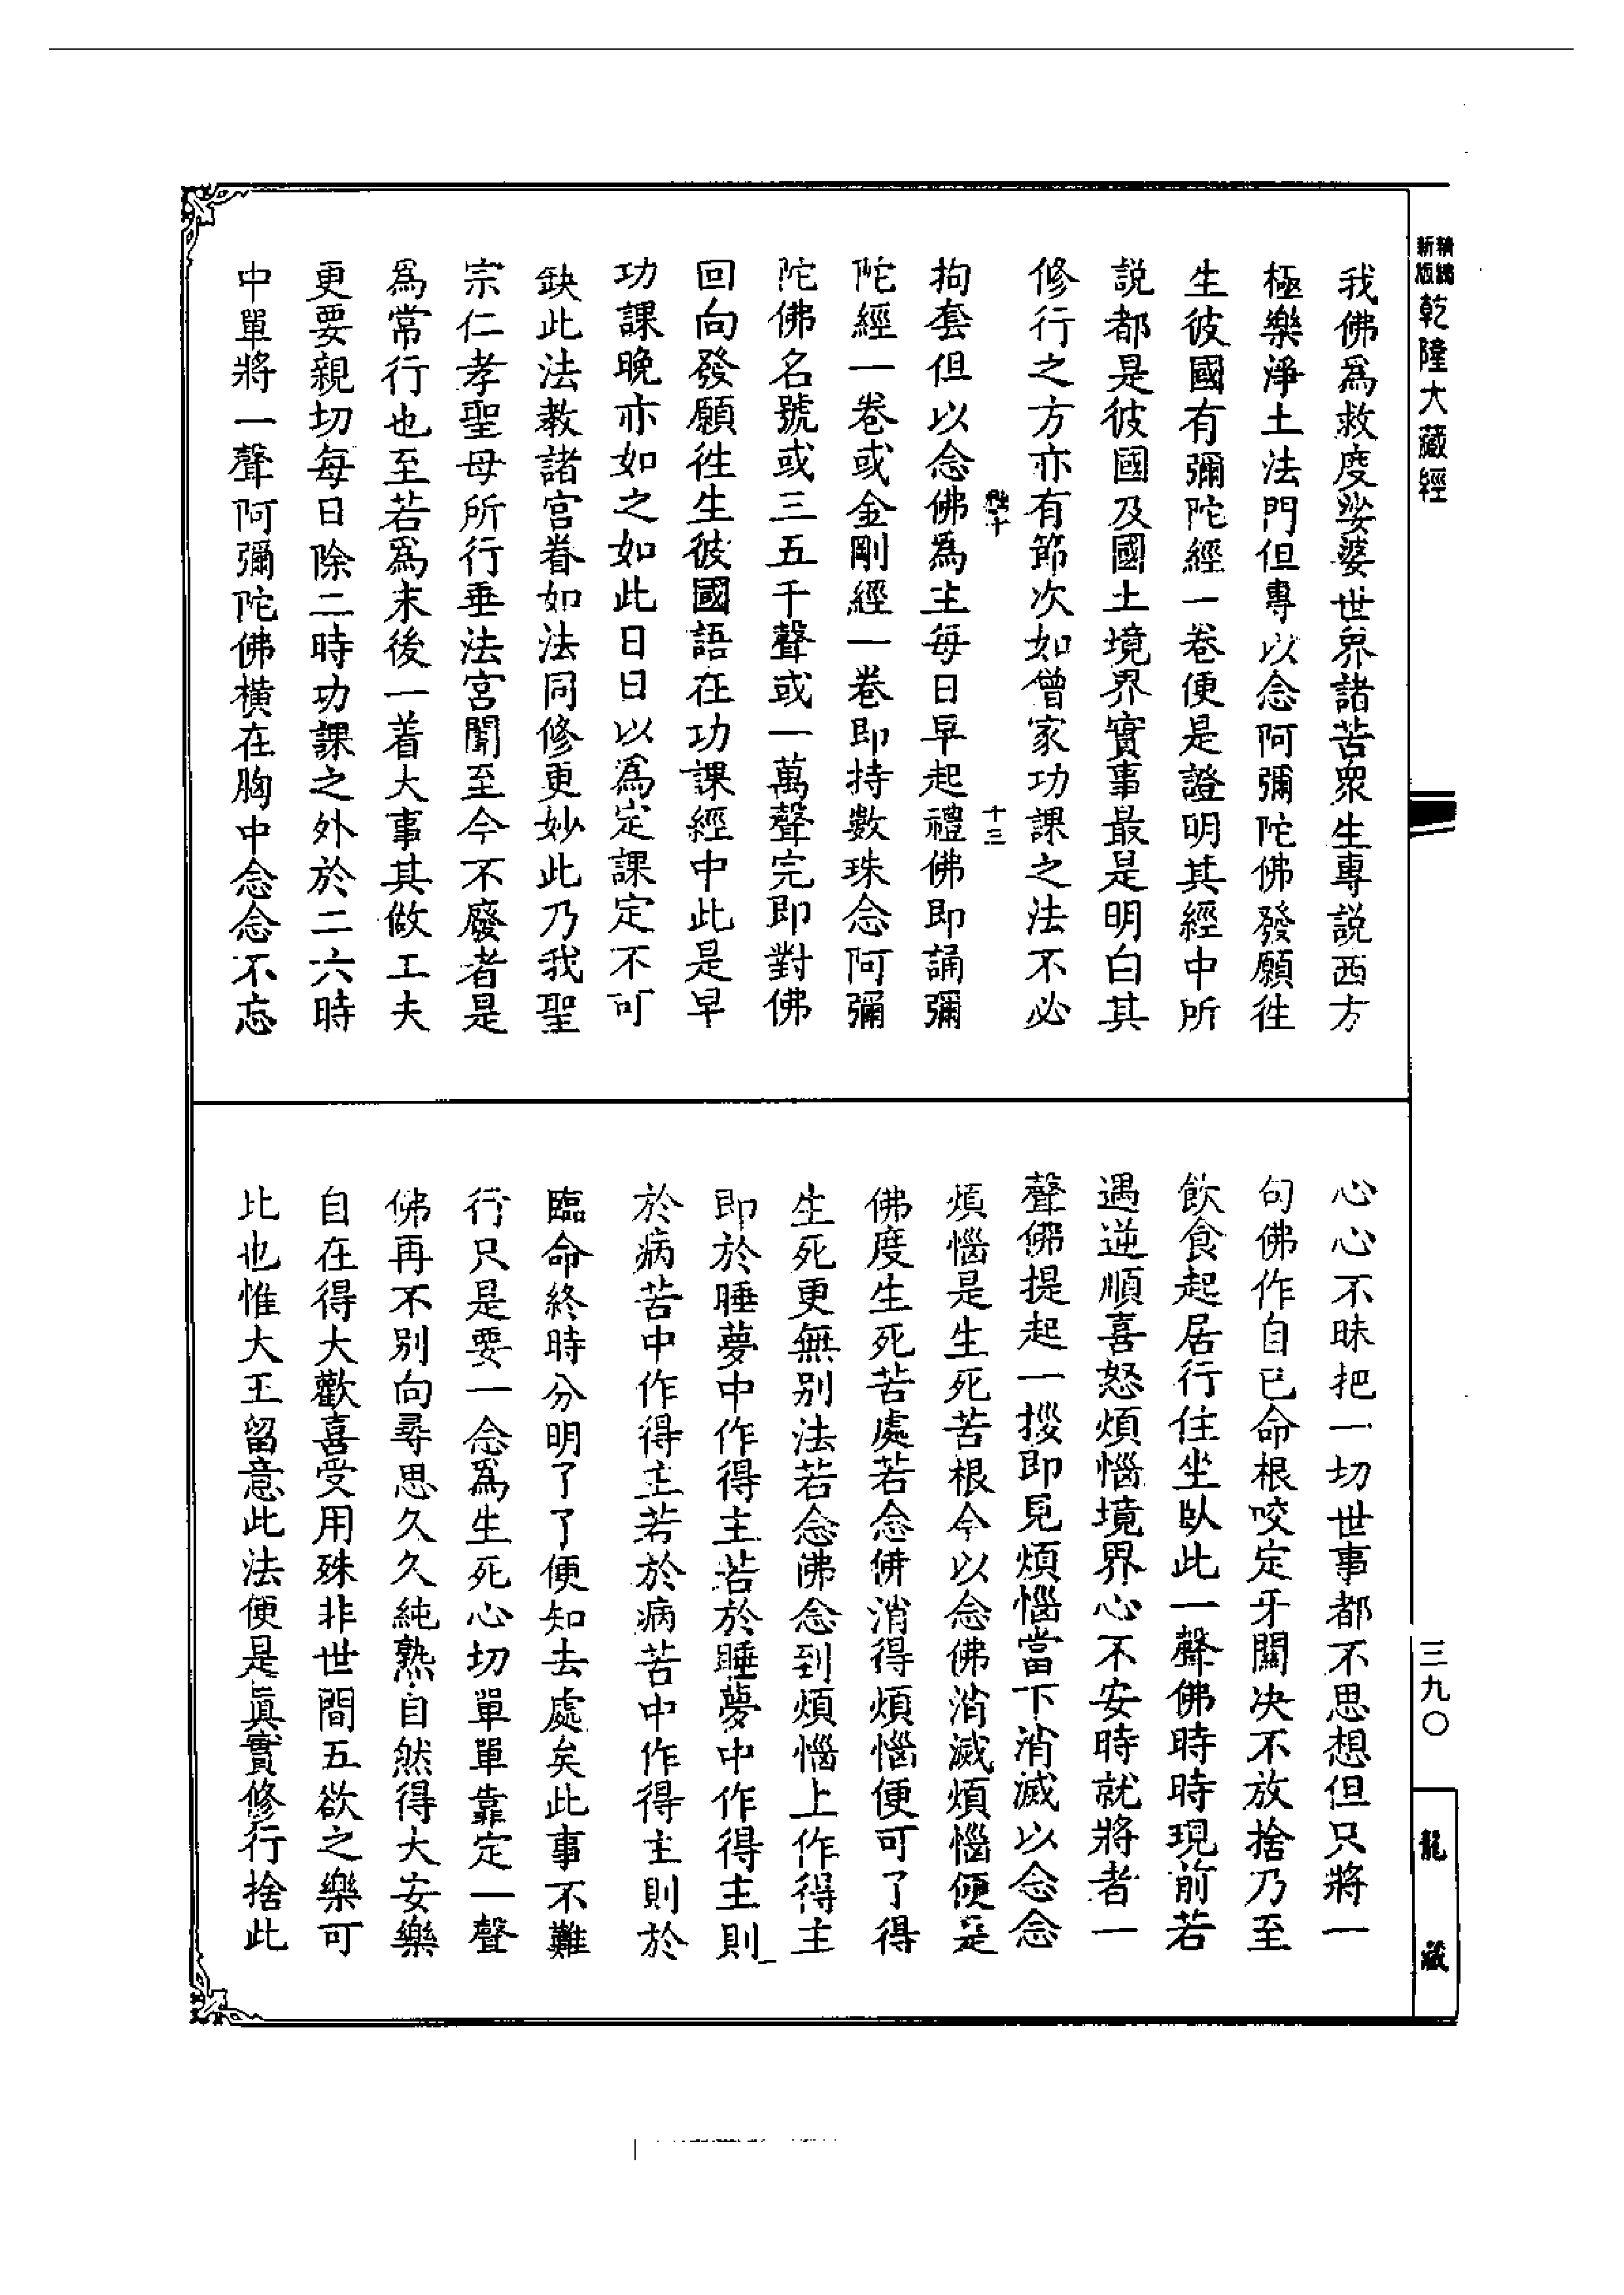 新編縮版乾隆大藏經
我佛爲救度娑婆世界諸苦衆生專説西方
極樂淨土法門但專以念阿彌陀佛發願徃
生彼國有彌陀經一卷便是證明其經中所
説都是彼國及國土境界實事最是明白其
修行之方亦有節次如僧家功課之法不必
十三
拘套但以念佛爲主每日早起禮佛即誦彌
陀經一卷或金剛經一卷即持數珠念阿彌
陀佛名號或三五千聲或一萬聲完即對佛
回向發願徃生彼國語在功課經中此是早
功課晚亦如之如此日日以爲定課定不可
缺此法教諸宫眷如法同修更妙此乃我聖
宗仁孝聖母所行垂法宫闈至今不廢者是
爲常行也至若爲末後一着大事其做工夫
更要親切每日除二時功課之外於二六時
中單將一聲阿彌陀佛橫在胸中念念不忘
心心不昧把一切世事都不思想但只將一
句佛作自已命根咬定牙關决不放捨乃至
飲食起居行住坐臥此一聲佛時時現前若
遇逆順喜怒煩惱境界心不安時就將者一
聲佛提起一拶即見煩惱當下消滅以念念
煩惱是生死苦根今以念佛消滅煩惱便是
佛度生死苦處若念佛消得煩惱便可了得
生死更無别法若念佛念到煩惱上作得主
即於睡夢中作得主若於睡夢中作得主則
於病苦中作得主若於病苦中作得主則於
臨命終時分明了了便知去處矣此事不難
行只是要一念爲生死心切單單靠定一聲
佛再不别向尋思久久純熟自然得大安樂
自在得大歡喜受用殊非世間五欲之樂可
比也惟大王留意此法便是眞實修行捨此
三九〇
龍藏